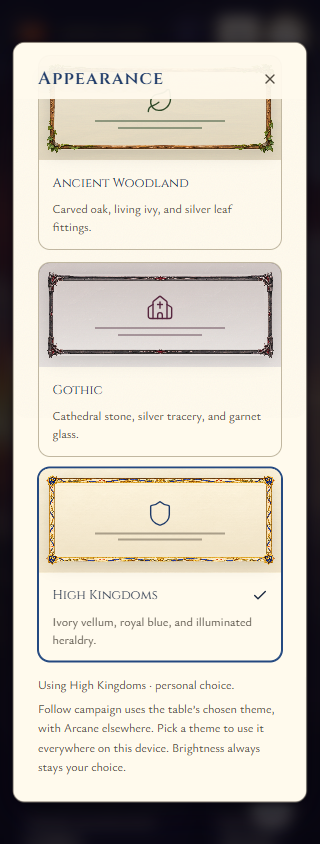 Appearance
Ancient Woodland
Carved oak, living ivy, and silver leaf
fittings.
Gothic
Cathedral stone, silver tracery, and garnet
glass.
High Kingdoms
Ivory vellum, royal blue, and illuminated
heraldry.
Using High Kingdoms · personal choice.
Follow campaign uses the table's chosen theme,
with Arcane elsewhere. Pick a theme to use it
everywhere on this device. Brightness always
stays your choice.